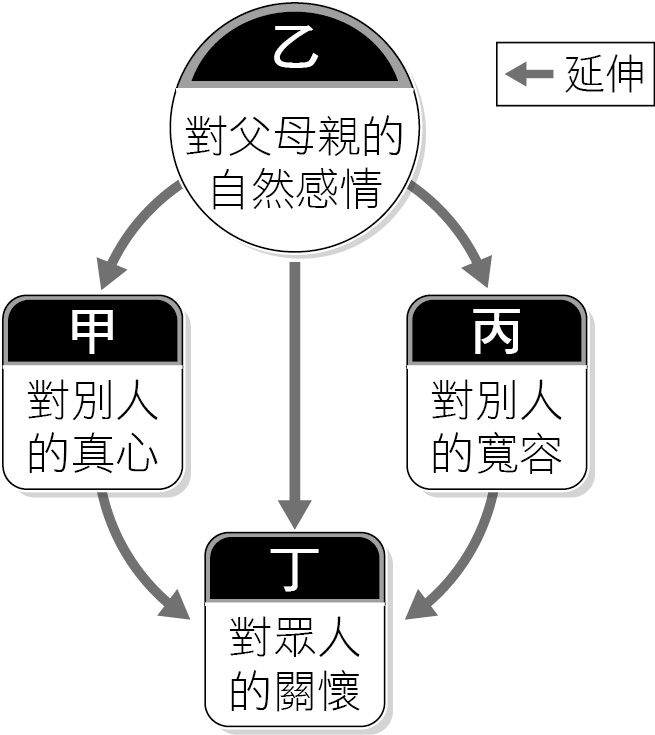 乙
對父母親的
自然感情
延伸
甲
對別人
的真心
丙
對別人
的寬容
丁
對眾人
的關懷